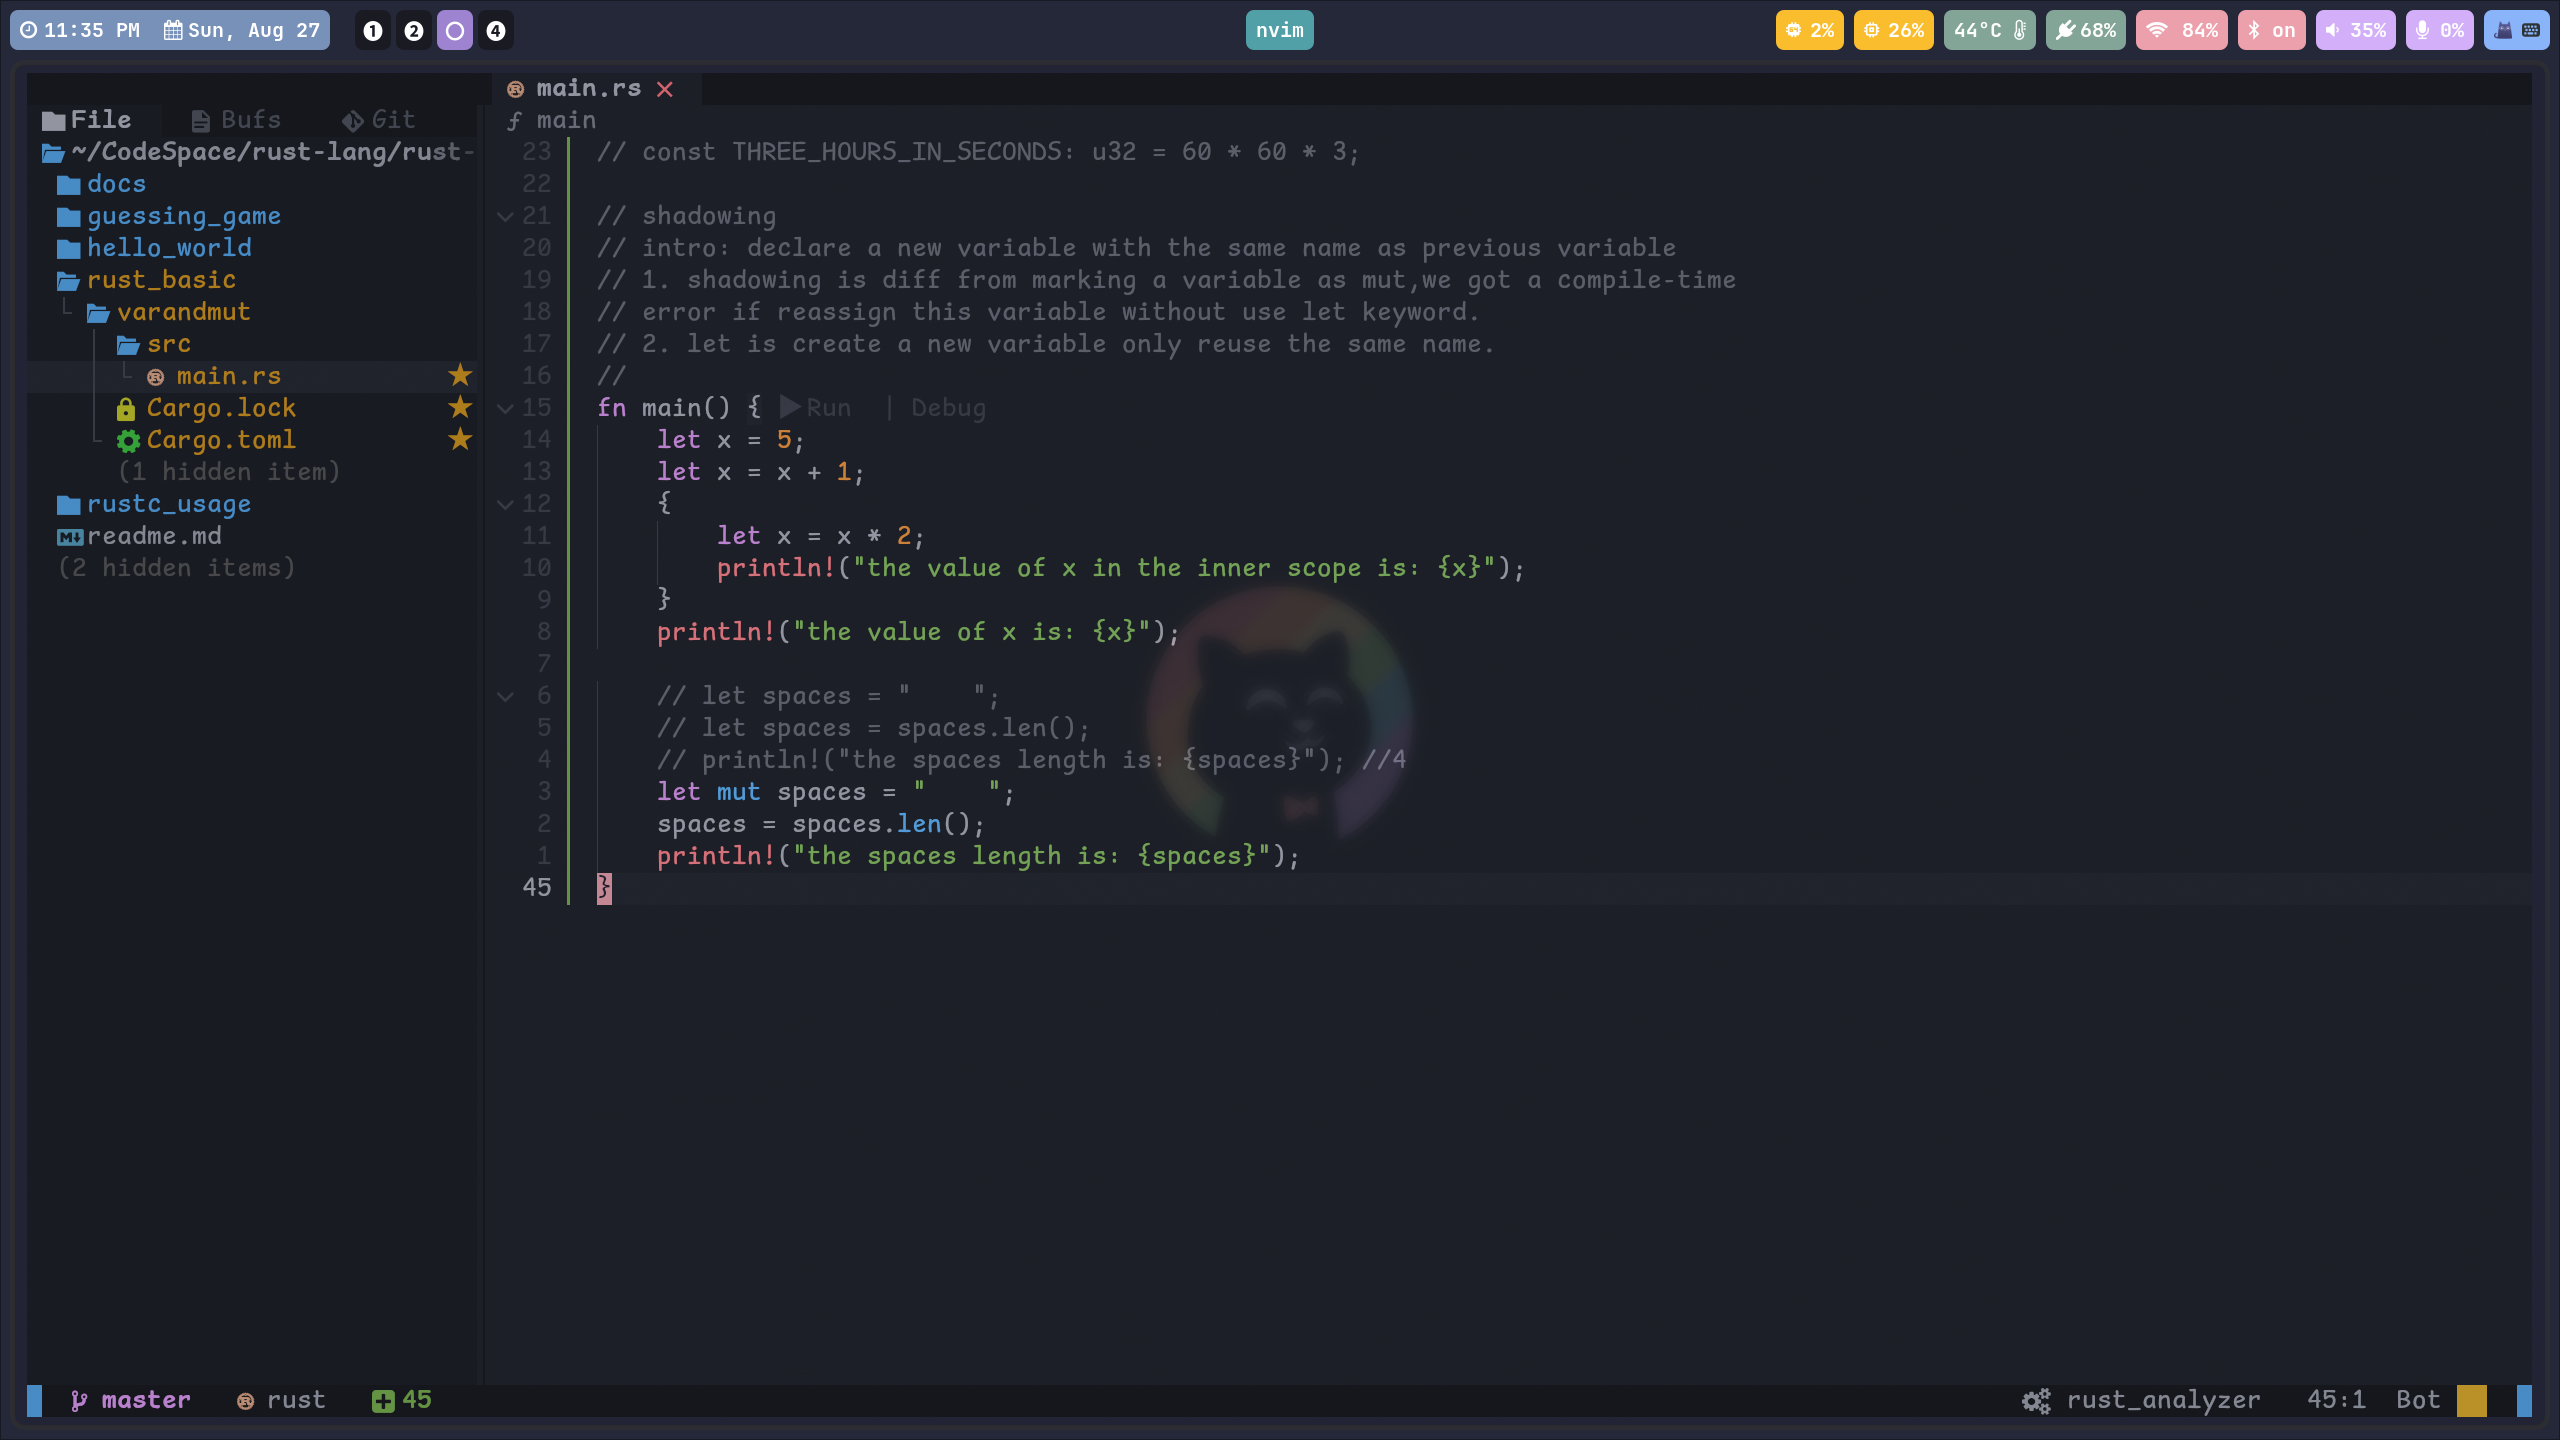 11:35 PM Sun, Aug 27 1 2 4 nvim 2% 26% 44°C 68% 84% on 35% 0%
main.rs
File Bufs Git
main
~/CodeSpace/rust-lang/rust-
docs
guessing_game
hello_world
rust_basic
varandmut
src
main.rs
Cargo.lock
Cargo.toml
(1 hidden item)
rustc_usage
readme.md
(2 hidden items)
23 // const THREE_HOURS_IN_SECONDS: u32 = 60 * 60 * 3;
22
21 // shadowing
20 // intro: declare a new variable with the same name as previous variable
19 // 1. shadowing is diff from marking a variable as mut,we got a compile-time
18 // error if reassign this variable without use let keyword.
17 // 2. let is create a new variable only reuse the same name.
16 //
15 fn main() { Run | Debug
14     let x = 5;
13     let x = x + 1;
12     {
11         let x = x * 2;
10         println!("the value of x in the inner scope is: {x}");
9     }
8     println!("the value of x is: {x}");
7
6     // let spaces = "    ";
5     // let spaces = spaces.len();
4     // println!("the spaces length is: {spaces}"); //4
3     let mut spaces = "    ";
2     spaces = spaces.len();
1     println!("the spaces length is: {spaces}");
45 }
master rust 45 rust_analyzer 45:1 Bot